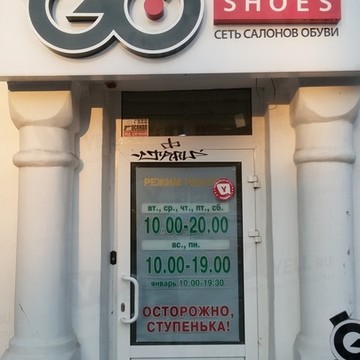 GO
SHOES
СЕТЬ САЛОНОВ ОБУВИ
РЕЖИМ
вт., ср., чт., пт., сб.
10.00-20.00
вс., пн.
10.00-19.00
январь 10:00-19:30
ОСТОРОЖНО,
СТУПЕНЬКА!